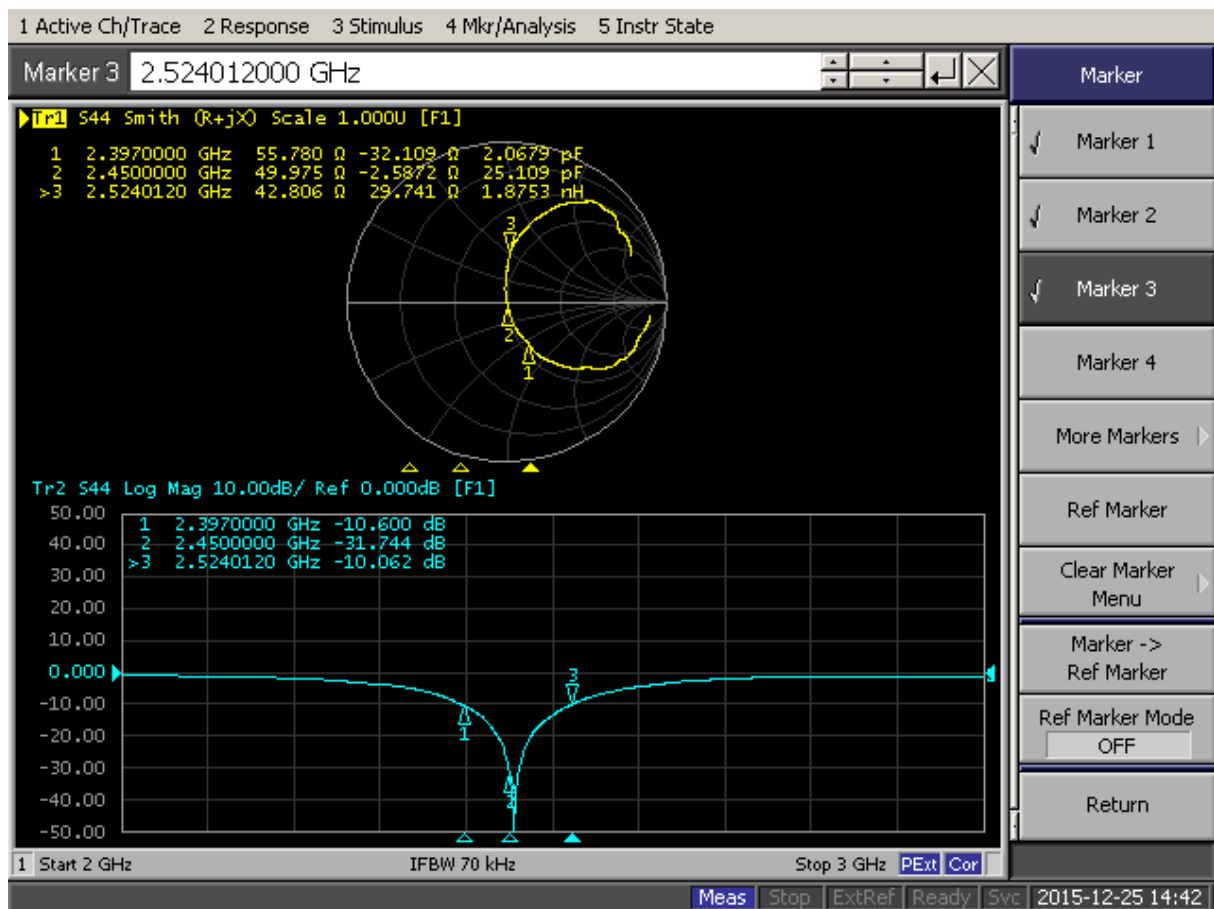 1 Active Ch/Trace 2 Response 3 Stimulus 4 Mkr/Analysis 5 Instr State
Marker 3 2.524012000 GHz
Tr1 S44 Smith (R+jX) Scale 1.000U [F1]
1 2.3970000 GHz 55.780 Ω -32.109 Ω 2.0679 pF
2 2.4500000 GHz 49.975 Ω -2.5872 Ω 25.109 pF
>3 2.5240120 GHz 42.806 Ω 29.741 Ω 1.8753 nH
3
2
1
Tr2 S44 Log Mag 10.00dB/ Ref 0.000dB [F1]
50.00
40.00
30.00
20.00
10.00
0.000
-10.00
-20.00
-30.00
-40.00
-50.00
1 2.3970000 GHz -10.600 dB
2 2.4500000 GHz -31.744 dB
>3 2.5240120 GHz -10.062 dB
3
1
2
1 Start 2 GHz IFBW 70 kHz Stop 3 GHz PExt Cor
Marker
Marker 1
Marker 2
Marker 3
Marker 4
More Markers
Ref Marker
Clear Marker
Menu
Marker ->
Ref Marker
Ref Marker Mode
OFF
Return
Meas Stop ExtRef Ready Svc 2015-12-25 14:42